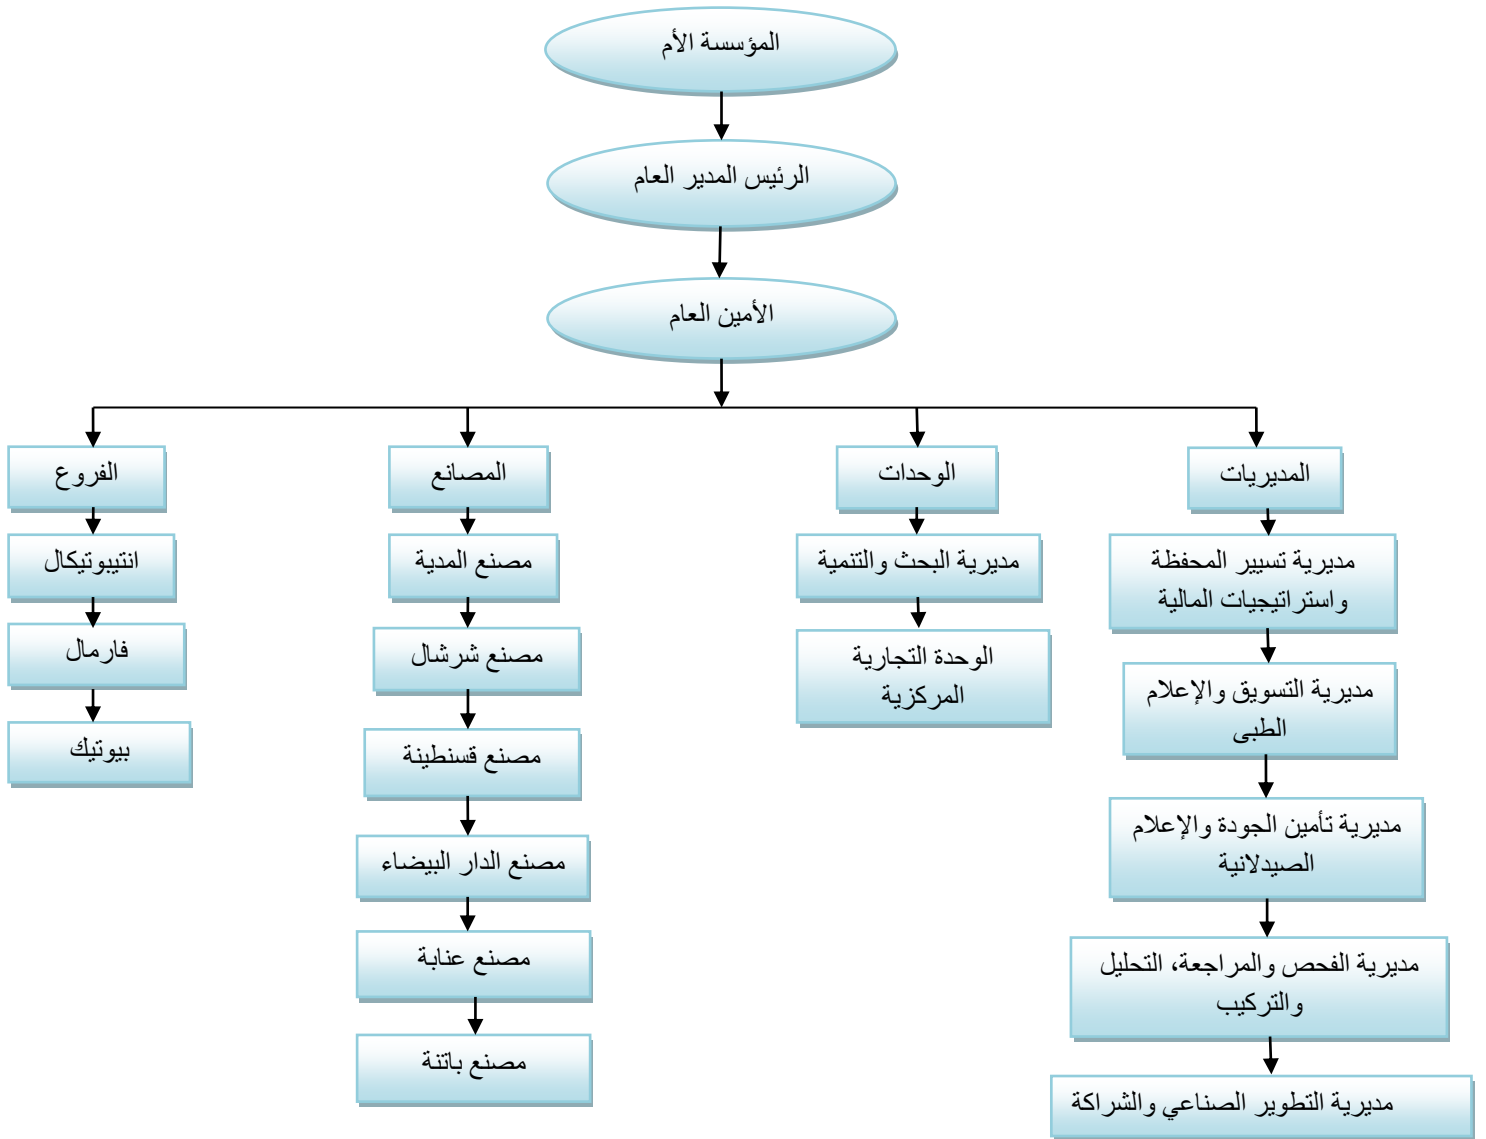 المؤسسة الأم
الرئيس المدير العام
الأمين العام
المديريات
مديرية تسيير المحفظة
واستراتيجيات المالية
مديرية التسويق والإعلام
الطبى
مديرية تأمين الجودة والإعلام
الصيدلانية
مديرية الفحص والمراجعة، التحليل
والتركيب
مديرية التطوير الصناعي والشراكة
الوحدات
مديرية البحث والتنمية
الوحدة التجارية
المركزية
المصانع
مصنع المدية
مصنع شرشال
مصنع قسنطينة
مصنع الدار البيضاء
مصنع عنابة
مصنع باتنة
الفروع
انتيبوتيكال
فارمال
بيوتيك